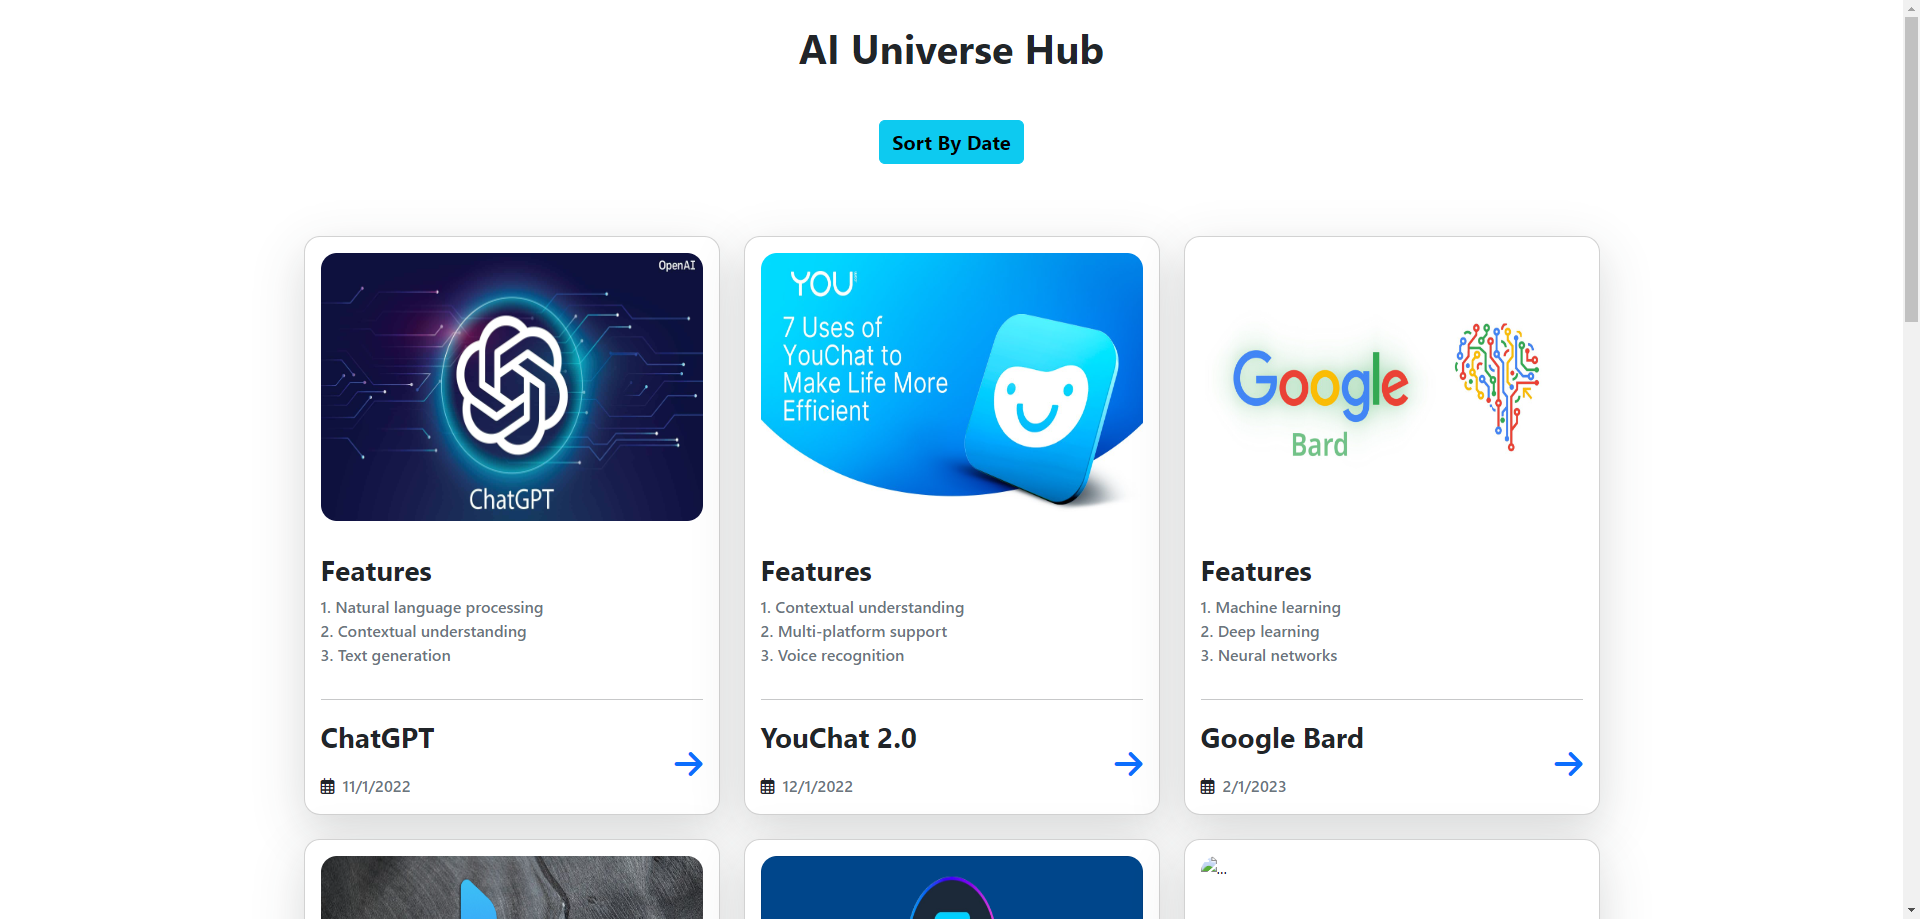 AI Universe Hub
Sort By Date
OpenAI
ChatGPT
Features
1. Natural language processing
2. Contextual understanding
3. Text generation
ChatGPT
11/1/2022
YOU
7 Uses of
YouChat to
Make Life More
Efficient
Features
1. Contextual understanding
2. Multi-platform support
3. Voice recognition
YouChat 2.0
12/1/2022
Google
Bard
Features
1. Machine learning
2. Deep learning
3. Neural networks
Google Bard
2/1/2023
...